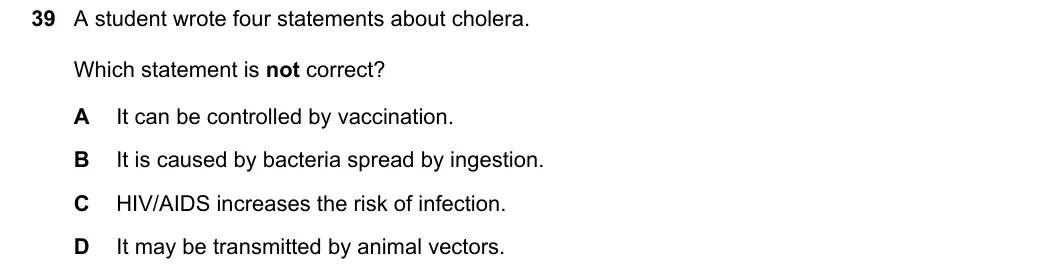 39 A student wrote four statements about cholera.
Which statement is not correct?
A It can be controlled by vaccination.
B It is caused by bacteria spread by ingestion.
C HIV/AIDS increases the risk of infection.
D It may be transmitted by animal vectors.